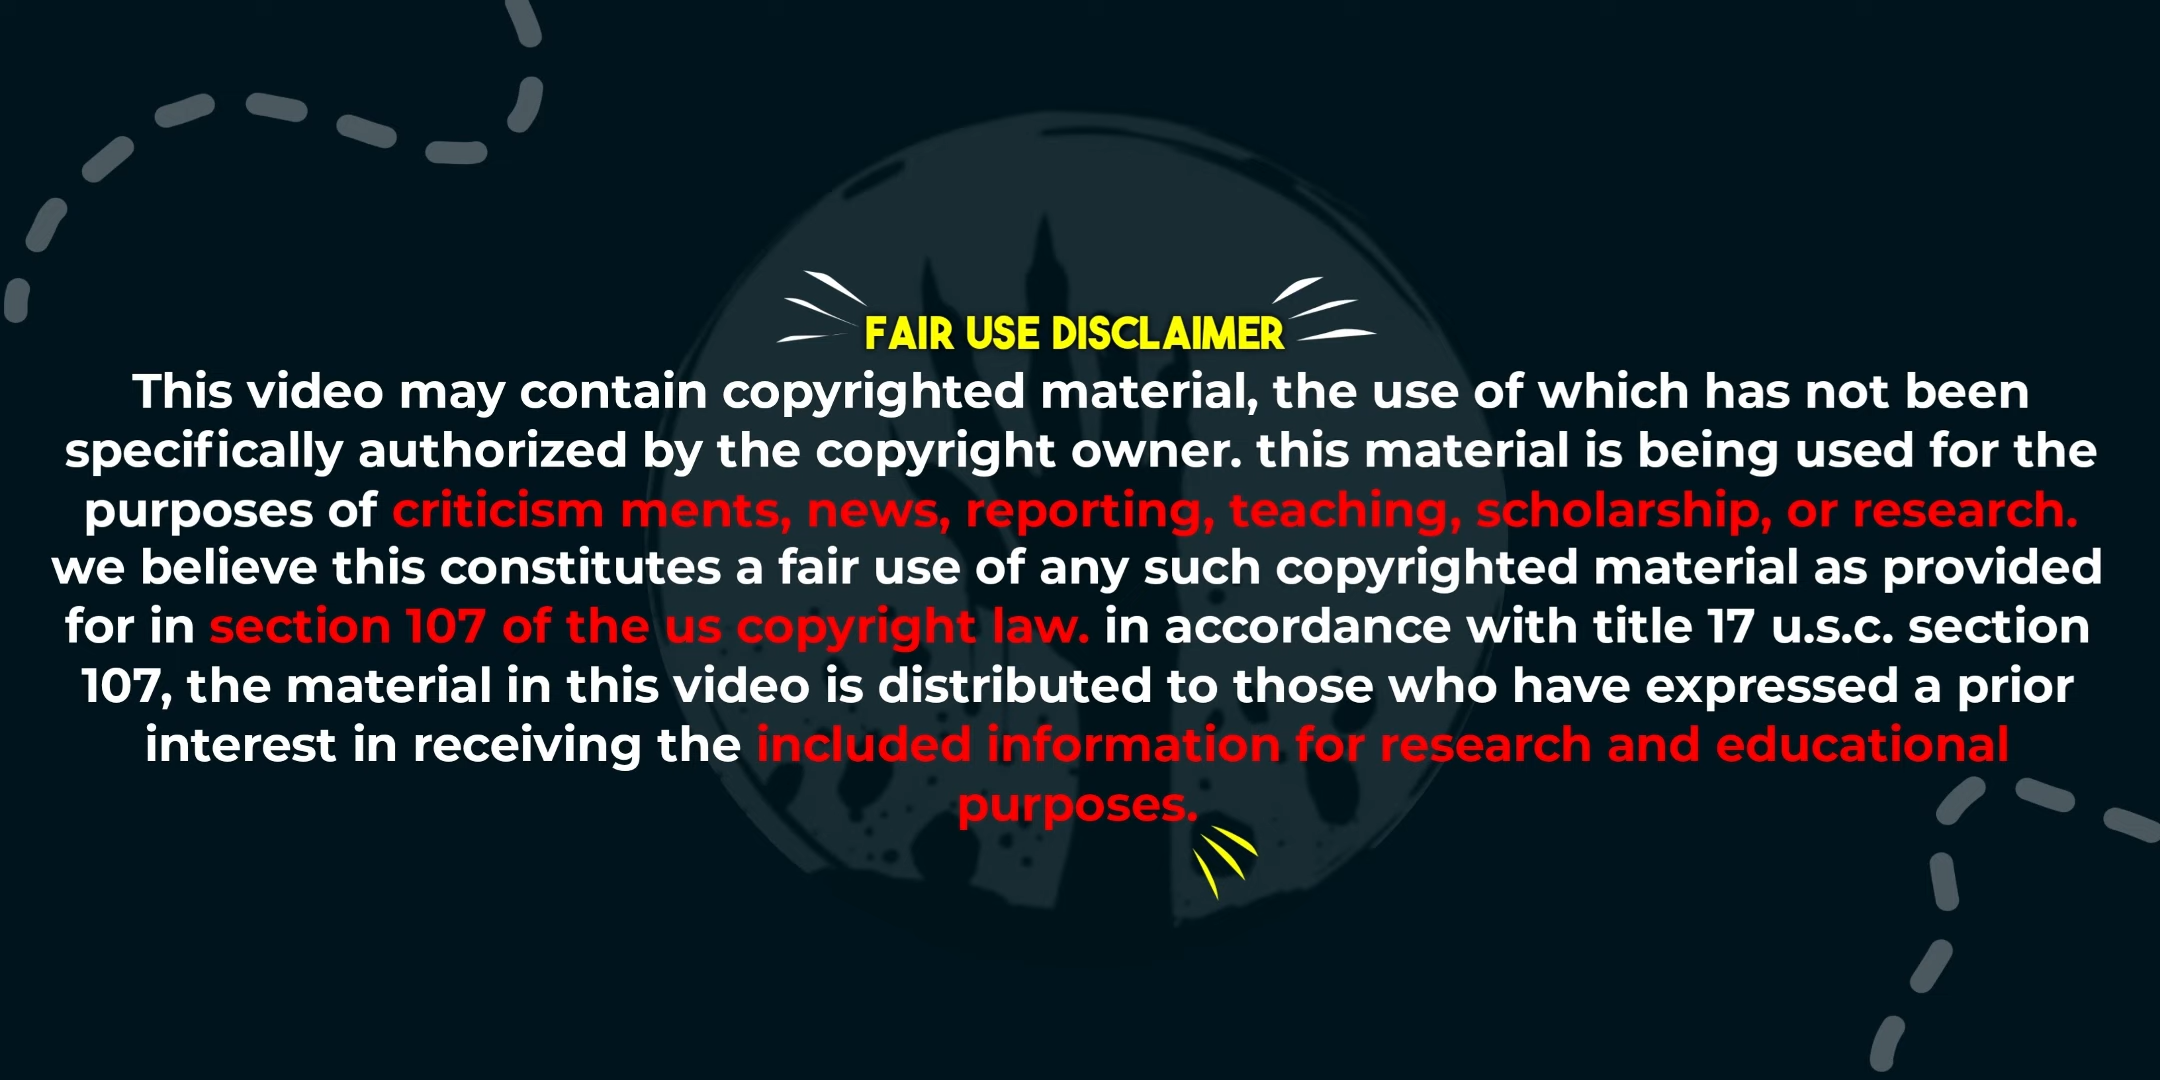 FAIR USE DISCLAIMER
This video may contain copyrighted material, the use of which has not been
specifically authorized by the copyright owner. this material is being used for the
purposes of criticism ments, news, reporting, teaching, scholarship, or research.
we believe this constitutes a fair use of any such copyrighted material as provided
for in section 107 of the us copyright law. in accordance with title 17 u.s.c. section
107, the material in this video is distributed to those who have expressed a prior
interest in receiving the included information for research and educational
purposes.